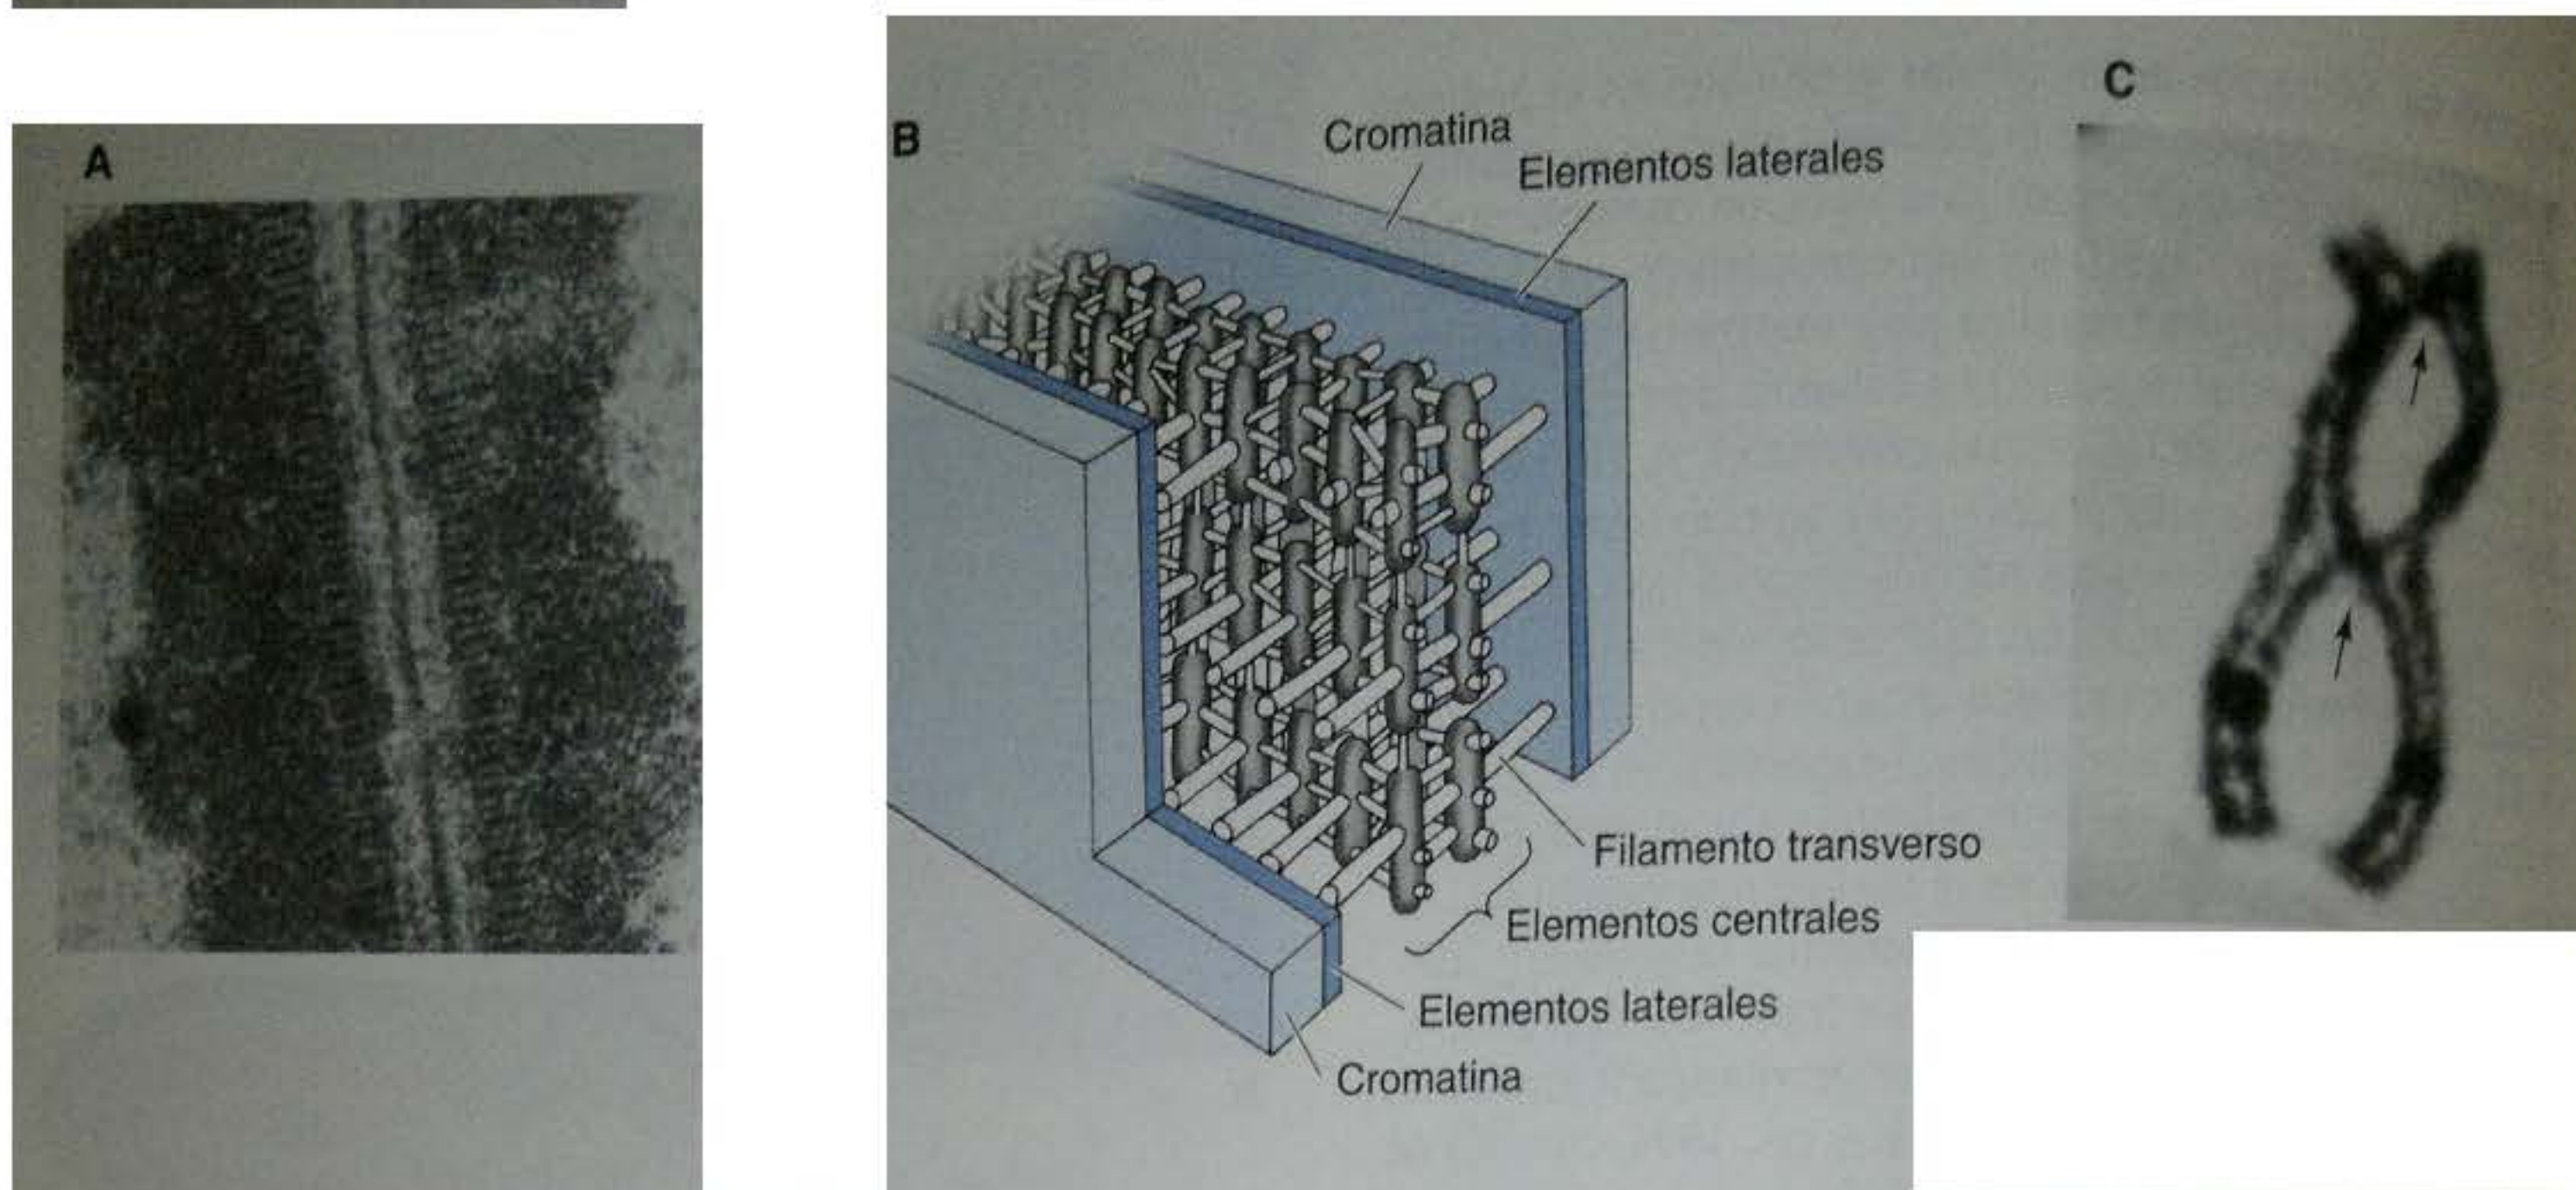 A
B
C
Cromatina
Elementos laterales
Filamento transverso
Elementos centrales
Elementos laterales
Cromatina